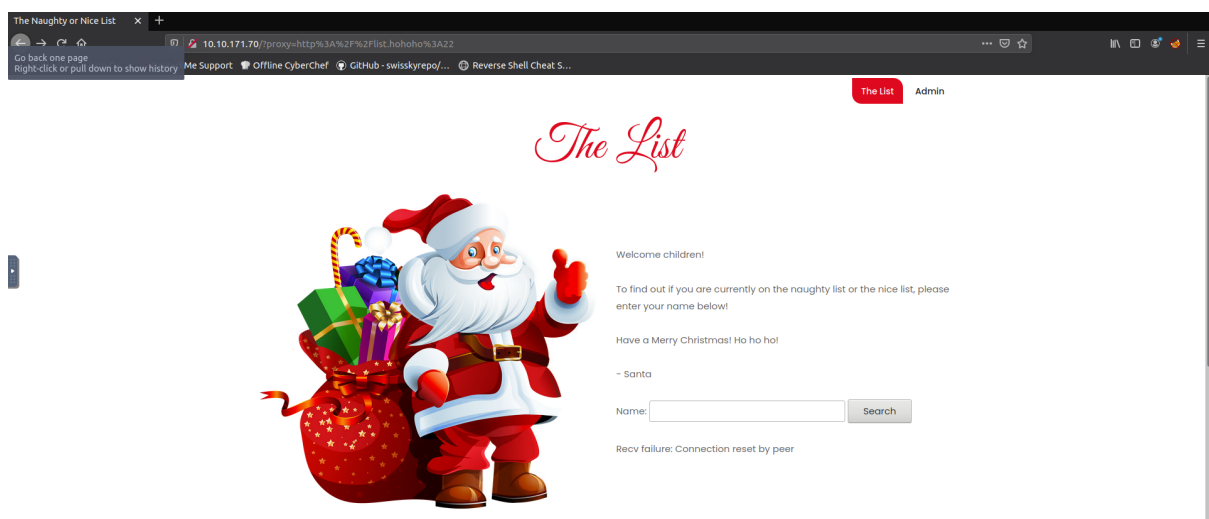 The Naughty or Nice List
10.10.171.70/?proxy=http%3A%2F%2Flist.hohoho%3A22
Go back one page
Right-click or pull down to show history
Me Support Offline CyberChef GitHub - swisskyrepo/... Reverse Shell Cheat S...
The List Admin
The List
Welcome children!
To find out if you are currently on the naughty list or the nice list, please
enter your name below!
Have a Merry Christmas! Ho ho ho!
- Santa
Name: Search
Recv failure: Connection reset by peer